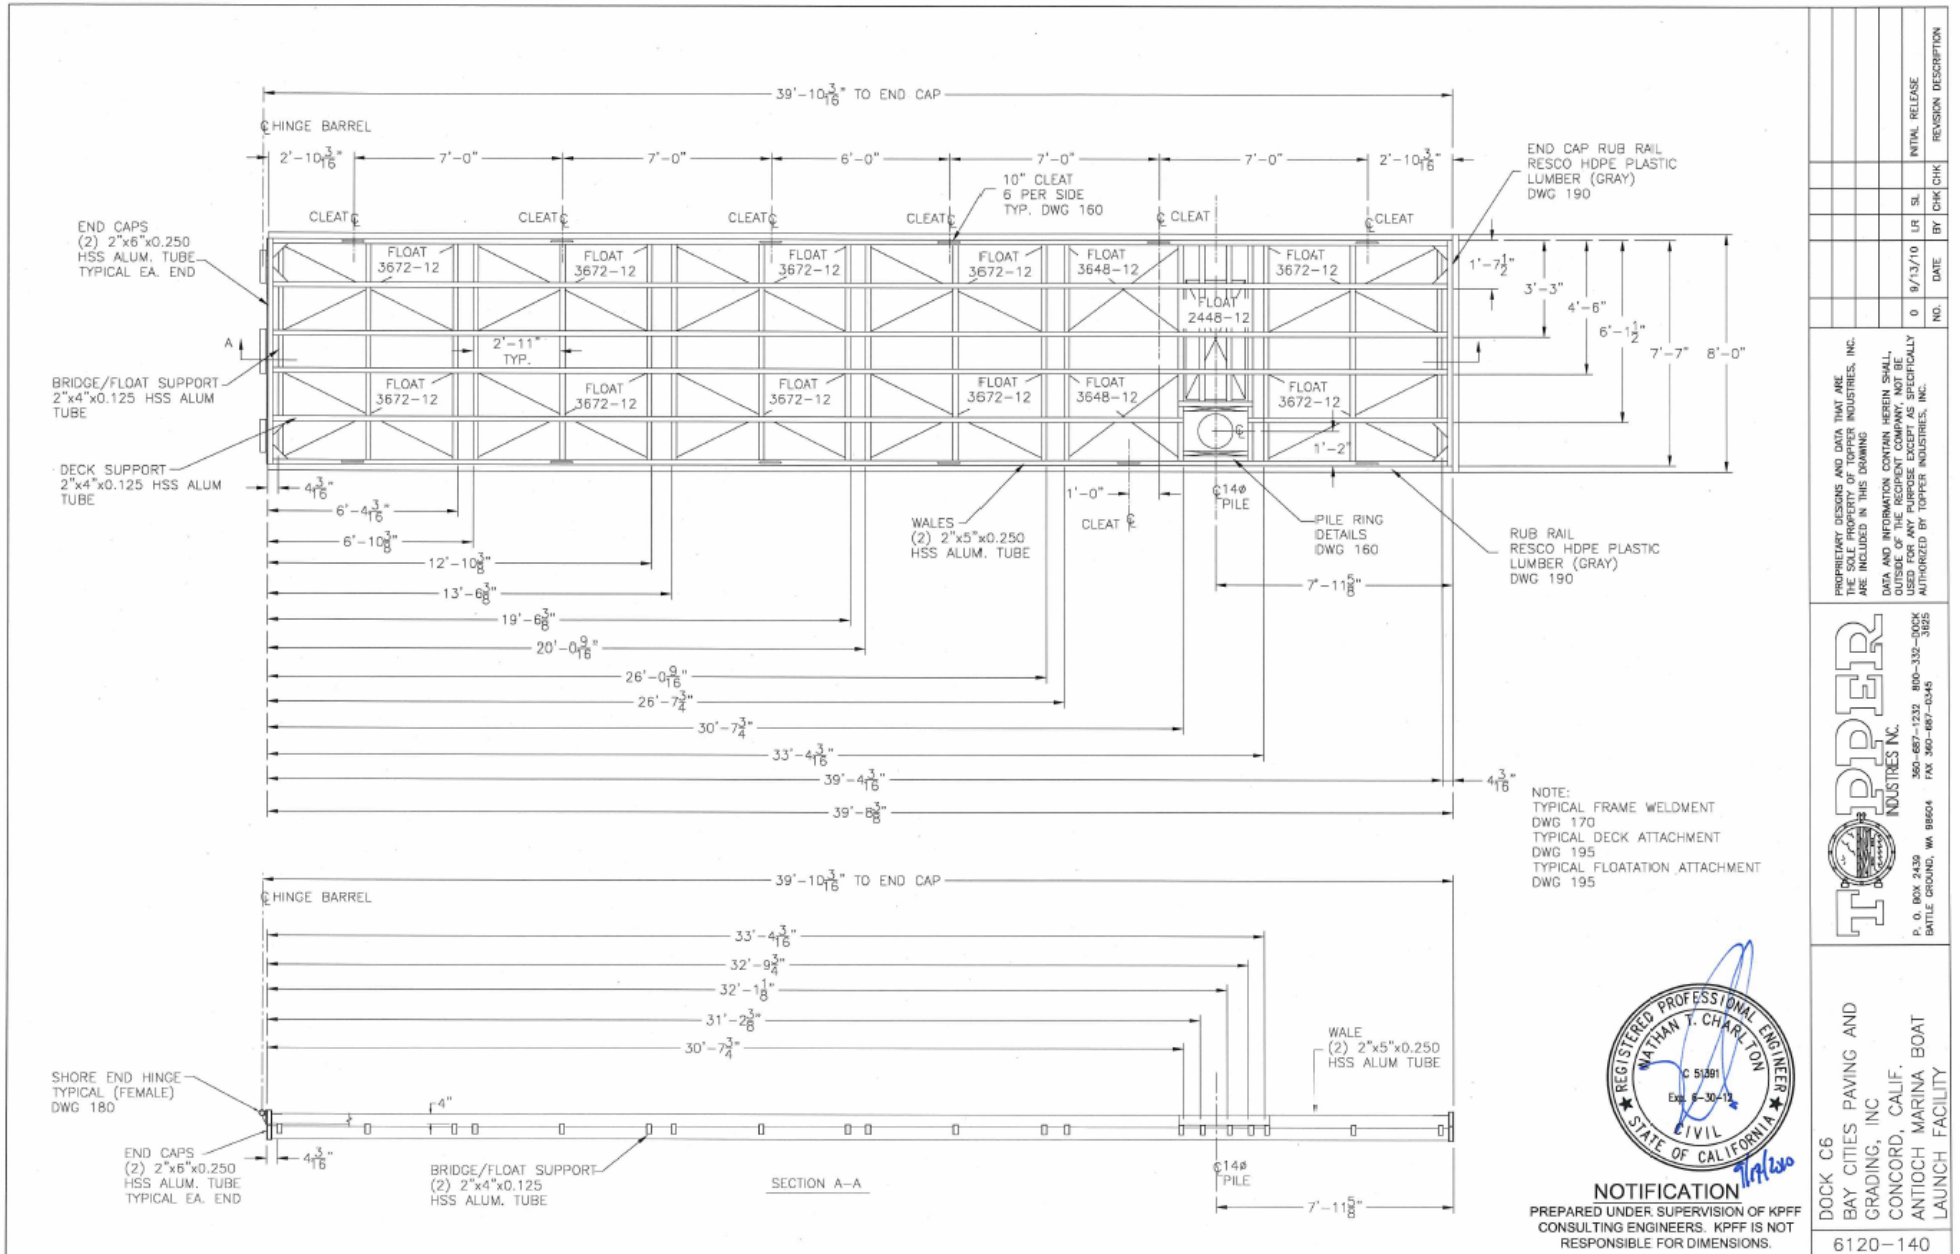 39'-10 3/16" TO END CAP
℄ HINGE BARREL
2'-10 3/16"
7'-0"
7'-0"
6'-0"
7'-0"
7'-0"
2'-10 3/16"
END CAP RUB RAIL
RESCO HDPE PLASTIC
LUMBER (GRAY)
DWG 190
10" CLEAT
6 PER SIDE
TYP. DWG 160
CLEAT ℄
CLEAT ℄
CLEAT ℄
CLEAT ℄
℄ CLEAT
℄ CLEAT
END CAPS
(2) 2"x6"x0.250
HSS ALUM. TUBE
TYPICAL EA. END
FLOAT
3672-12
FLOAT
3672-12
FLOAT
3672-12
FLOAT
3672-12
FLOAT
3648-12
FLOAT
3672-12
FLOAT
2448-12
1'-7 1/2"
3'-3"
4'-6"
6'-1 1/2"
7'-7"
8'-0"
A
2'-11"
TYP.
BRIDGE/FLOAT SUPPORT
2"x4"x0.125 HSS ALUM
TUBE
FLOAT
3672-12
FLOAT
3672-12
FLOAT
3672-12
FLOAT
3672-12
FLOAT
3648-12
FLOAT
3672-12
℄
1'-2"
DECK SUPPORT
2"x4"x0.125 HSS ALUM
TUBE
4 3/16"
6'-4 3/16"
6'-10 3/8"
12'-10 3/8"
13'-6 3/8"
19'-6 3/8"
20'-0 9/16"
26'-0 9/16"
26'-7 3/4"
30'-7 3/4"
33'-4 3/16"
39'-4 3/16"
4 3/16"
WALES
(2) 2"x5"x0.250
HSS ALUM. TUBE
1'-0"
CLEAT ℄
℄ 14ø
PILE
PILE RING
DETAILS
DWG 160
RUB RAIL
RESCO HDPE PLASTIC
LUMBER (GRAY)
DWG 190
7'-11 5/8"
NOTE:
TYPICAL FRAME WELDMENT
DWG 170
TYPICAL DECK ATTACHMENT
DWG 195
TYPICAL FLOATATION ATTACHMENT
DWG 195
39'-10 3/16" TO END CAP
℄ HINGE BARREL
33'-4 3/16"
32'-9 3/4"
32'-1 1/8"
31'-2 3/8"
30'-7 3/4"
WALE
(2) 2"x5"x0.250
HSS ALUM TUBE
SHORE END HINGE
TYPICAL (FEMALE)
DWG 180
4"
END CAPS
(2) 2"x6"x0.250
HSS ALUM. TUBE
TYPICAL EA. END
4 3/16"
BRIDGE/FLOAT SUPPORT
(2) 2"x4"x0.125
HSS ALUM. TUBE
SECTION A-A
℄ 14ø
PILE
7'-11 5/8"
REGISTERED PROFESSIONAL ENGINEER
NATHAN T. CHARLTON
C 51391
Exp. 6-30-12
CIVIL
STATE OF CALIFORNIA
NOTIFICATION
PREPARED UNDER SUPERVISION OF KPFF
CONSULTING ENGINEERS. KPFF IS NOT
RESPONSIBLE FOR DIMENSIONS.
0 9/13/10 LR SL INITIAL RELEASE
NO. DATE BY CHK CHK REVISION DESCRIPTION
PROPRIETARY DESIGNS AND DATA THAT ARE
THE SOLE PROPERTY OF TOPPER INDUSTRIES, INC.
ARE INCLUDED IN THIS DRAWING
DATA AND INFORMATION CONTAIN HEREIN SHALL,
OUTSIDE OF THE RECIPIENT COMPANY, NOT BE
USED FOR ANY PURPOSE EXCEPT AS SPECIFICALLY
AUTHORIZED BY TOPPER INDUSTRIES, INC.
TOPPER
INDUSTRIES INC.
P. O. BOX 2439 360-687-1232 800-332-DOCK
3625
BATTLE GROUND, WA 98604 FAX 360-687-0345
DOCK C6
BAY CITIES PAVING AND
GRADING, INC
CONCORD, CALIF.
ANTIOCH MARINA BOAT
LAUNCH FACILITY
6120-140